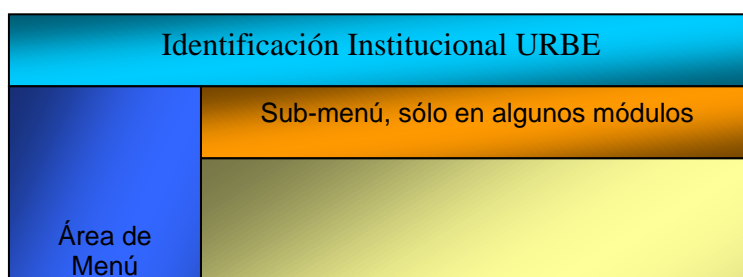 Identificación Institucional URBE
Sub-menú, sólo en algunos módulos
Área de
Menú